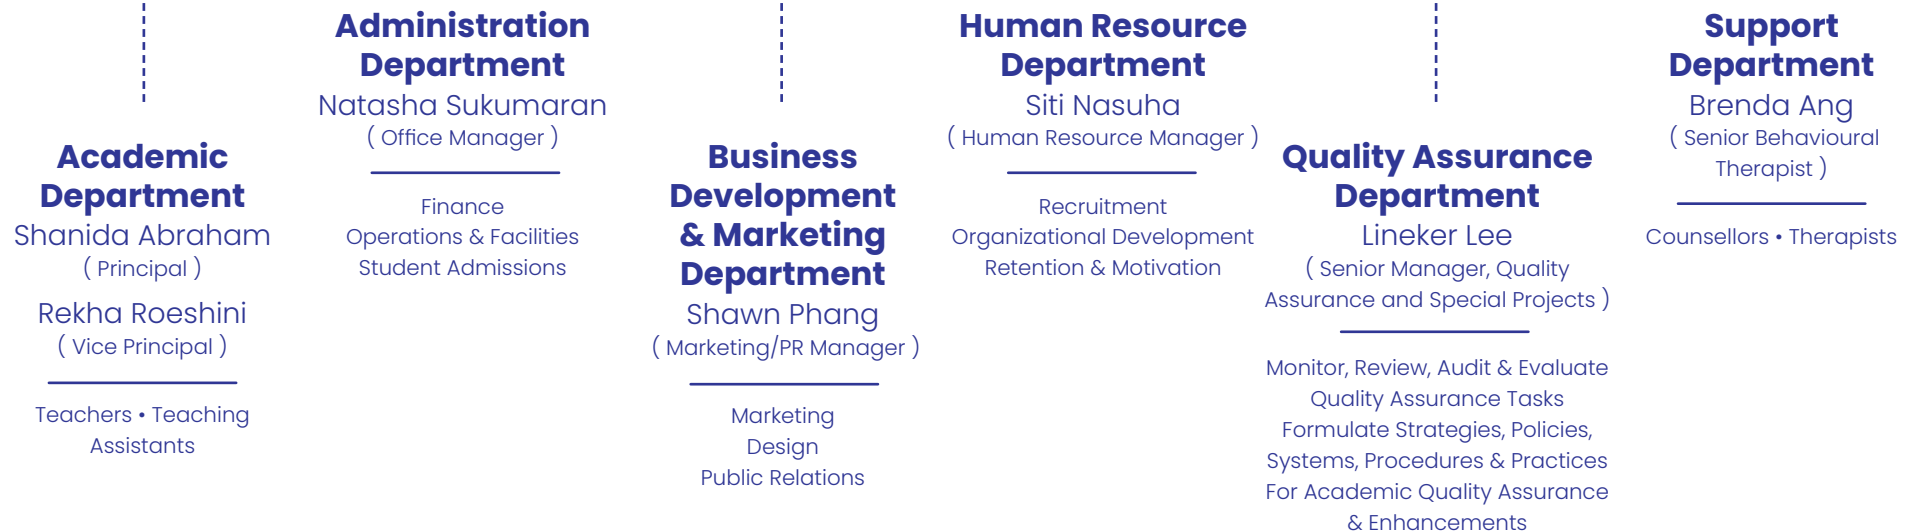 Academic
Department
Shanida Abraham
( Principal )
Rekha Roeshini
( Vice Principal )
Teachers • Teaching
Assistants
Administration
Department
Natasha Sukumaran
( Office Manager )
Finance
Operations & Facilities
Student Admissions
Business
Development
& Marketing
Department
Shawn Phang
( Marketing/PR Manager )
Marketing
Design
Public Relations
Human Resource
Department
Siti Nasuha
( Human Resource Manager )
Recruitment
Organizational Development
Retention & Motivation
Quality Assurance
Department
Lineker Lee
( Senior Manager, Quality
Assurance and Special Projects )
Monitor, Review, Audit & Evaluate
Quality Assurance Tasks
Formulate Strategies, Policies,
Systems, Procedures & Practices
For Academic Quality Assurance
& Enhancements
Support
Department
Brenda Ang
( Senior Behavioural
Therapist )
Counsellors • Therapists